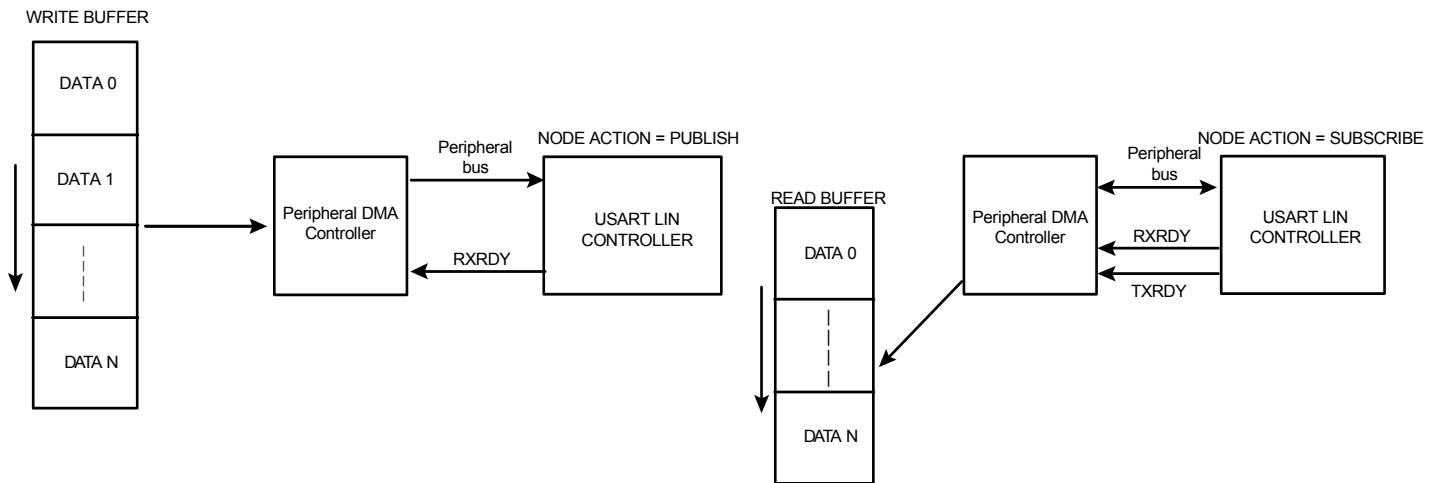 WRITE BUFFER
DATA 0
DATA 1
DATA N
Peripheral DMA
Controller
Peripheral
bus
RXRDY
NODE ACTION = PUBLISH
USART LIN
CONTROLLER
READ BUFFER
DATA 0
DATA N
Peripheral DMA
Controller
Peripheral
bus
RXRDY
TXRDY
NODE ACTION = SUBSCRIBE
USART LIN
CONTROLLER